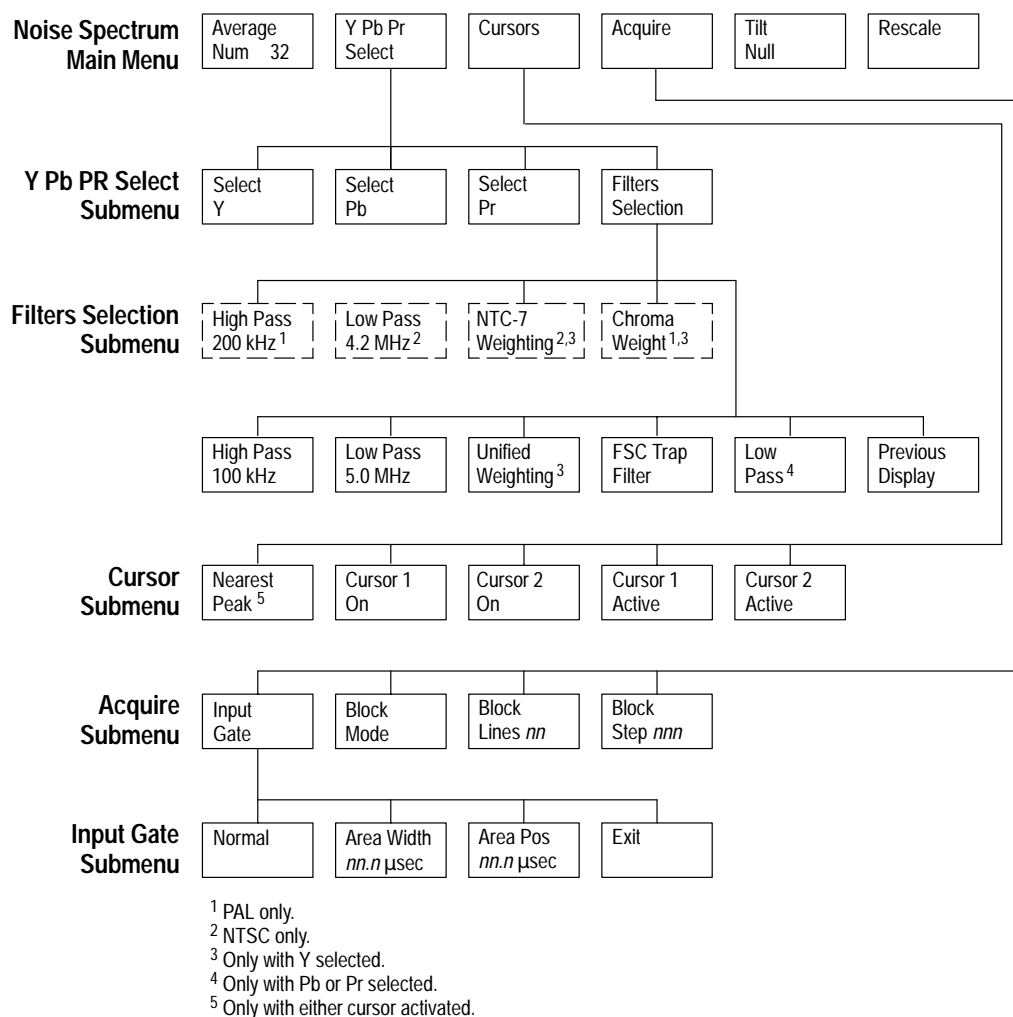 Noise Spectrum
Main Menu
Average
Num 32
Y Pb Pr
Select
Cursors
Acquire
Tilt
Null
Rescale
Y Pb PR Select
Submenu
Select
Y
Select
Pb
Select
Pr
Filters
Selection
Filters Selection
Submenu
High Pass
200 kHz 1
Low Pass
4.2 MHz 2
NTC-7
Weighting 2,3
Chroma
Weight 1,3
High Pass
100 kHz
Low Pass
5.0 MHz
Unified
Weighting 3
FSC Trap
Filter
Low
Pass 4
Previous
Display
Cursor
Submenu
Nearest
Peak 5
Cursor 1
On
Cursor 2
On
Cursor 1
Active
Cursor 2
Active
Acquire
Submenu
Input
Gate
Block
Mode
Block
Lines nn
Block
Step nnn
Input Gate
Submenu
Normal
Area Width
nn.n µsec
Area Pos
nn.n µsec
Exit
1 PAL only.
2 NTSC only.
3 Only with Y selected.
4 Only with Pb or Pr selected.
5 Only with either cursor activated.